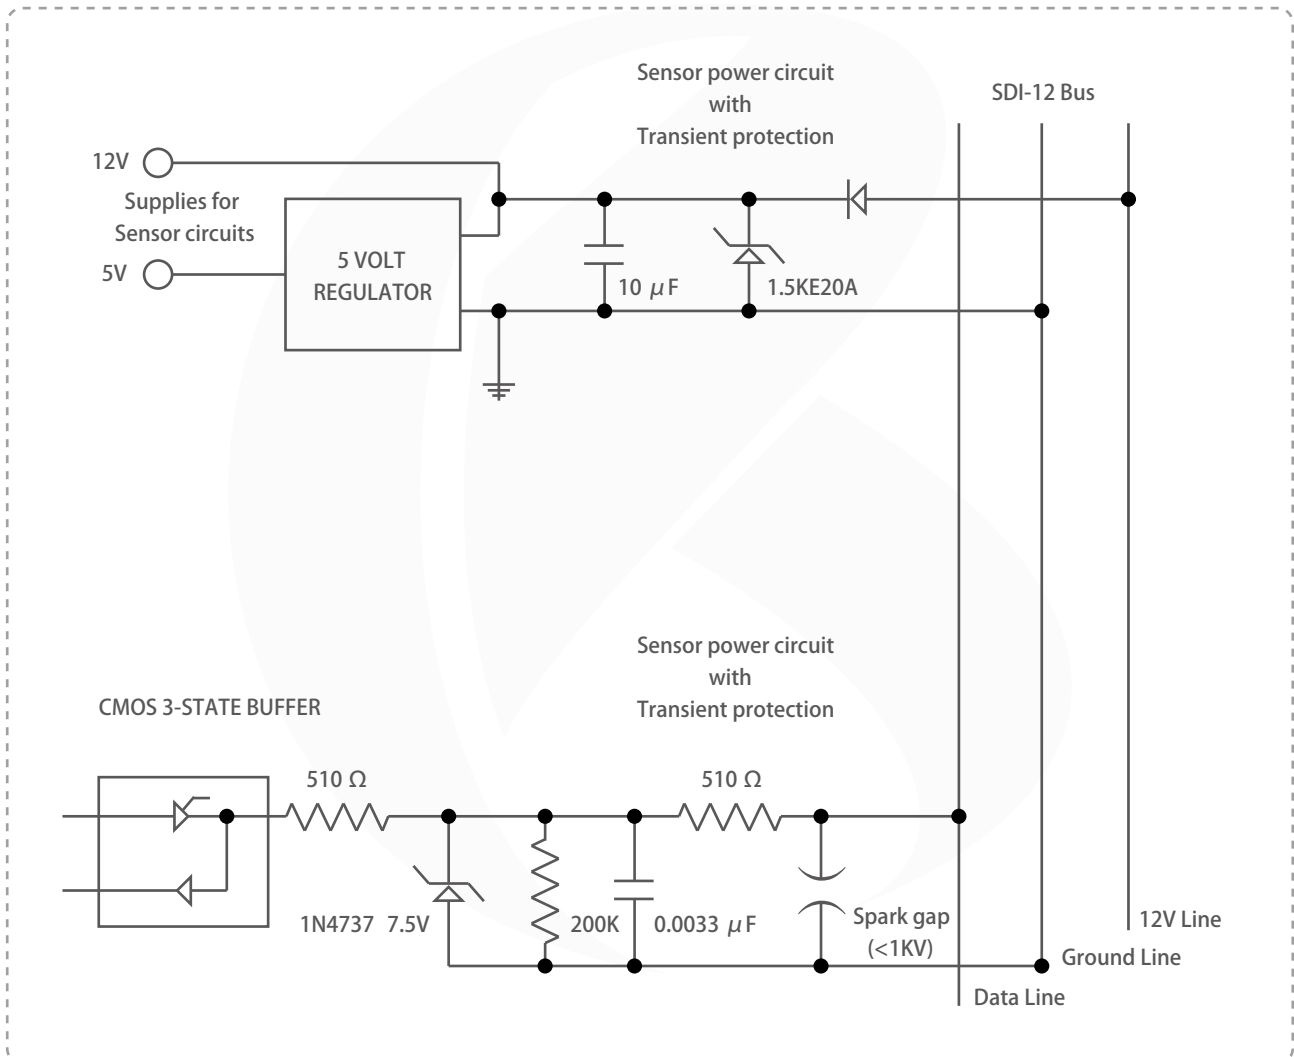 Sensor power circuit
with
Transient protection
SDI-12 Bus
12V
Supplies for
Sensor circuits
5V
5 VOLT
REGULATOR
10 μF
1.5KE20A
Sensor power circuit
with
Transient protection
CMOS 3-STATE BUFFER
510 Ω
510 Ω
1N4737 7.5V
200K
0.0033 μF
Spark gap
(<1KV)
12V Line
Ground Line
Data Line